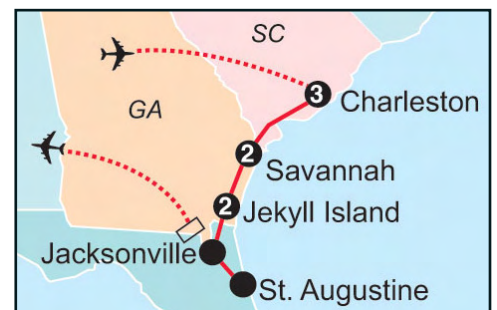 SC
3 Charleston
GA
2 Savannah
2 Jekyll Island
Jacksonville
St. Augustine